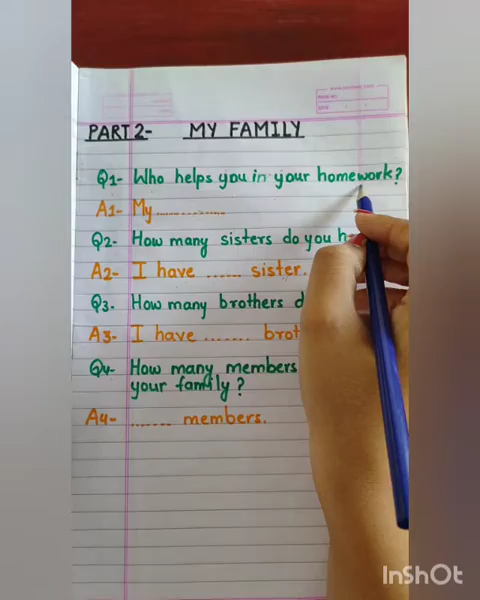 PART 2- MY FAMILY
Q1- Who helps you in your homework?
A1- My ............
Q2- How many sisters do you h
A2- I have ...... sister.
Q3- How many brothers d
A3- I have ....... brot
Q4- How many members
your family?
A4- ....... members.
InShOt